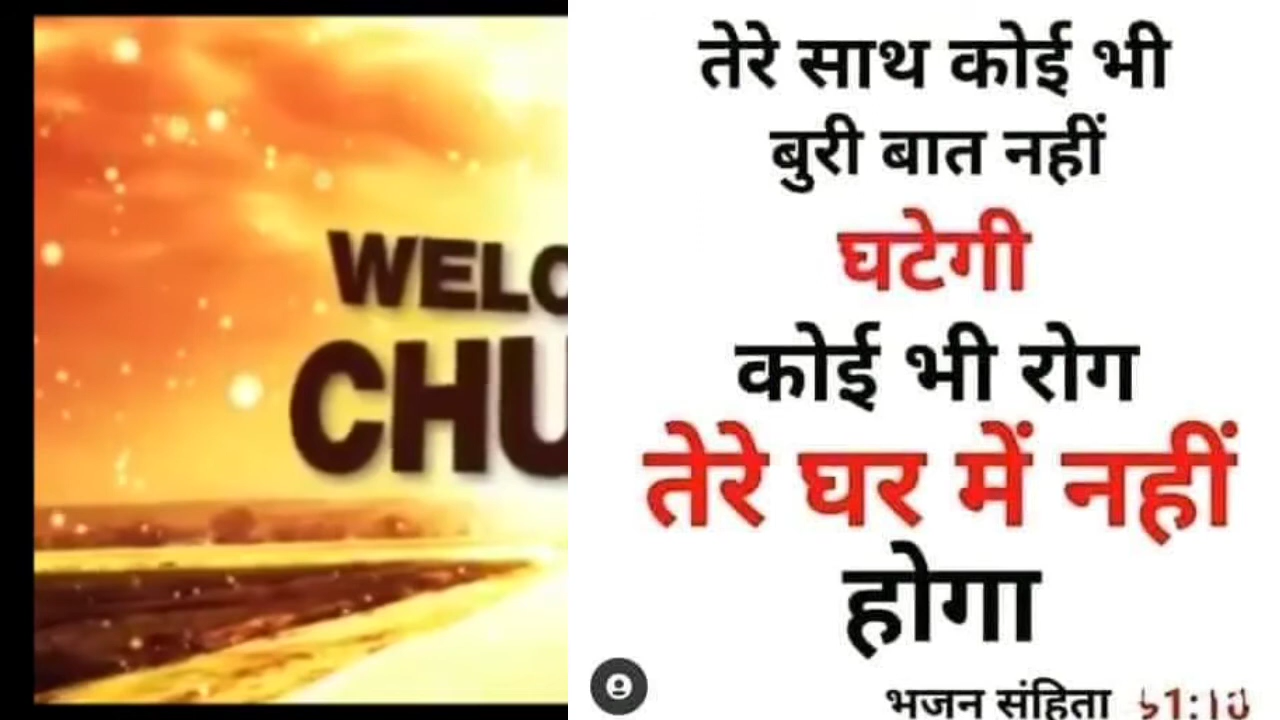 WELC
CHU
तेरे साथ कोई भी
बुरी बात नहीं
घटेगी
कोई भी रोग
तेरे घर में नहीं
होगा
भजन संहिता